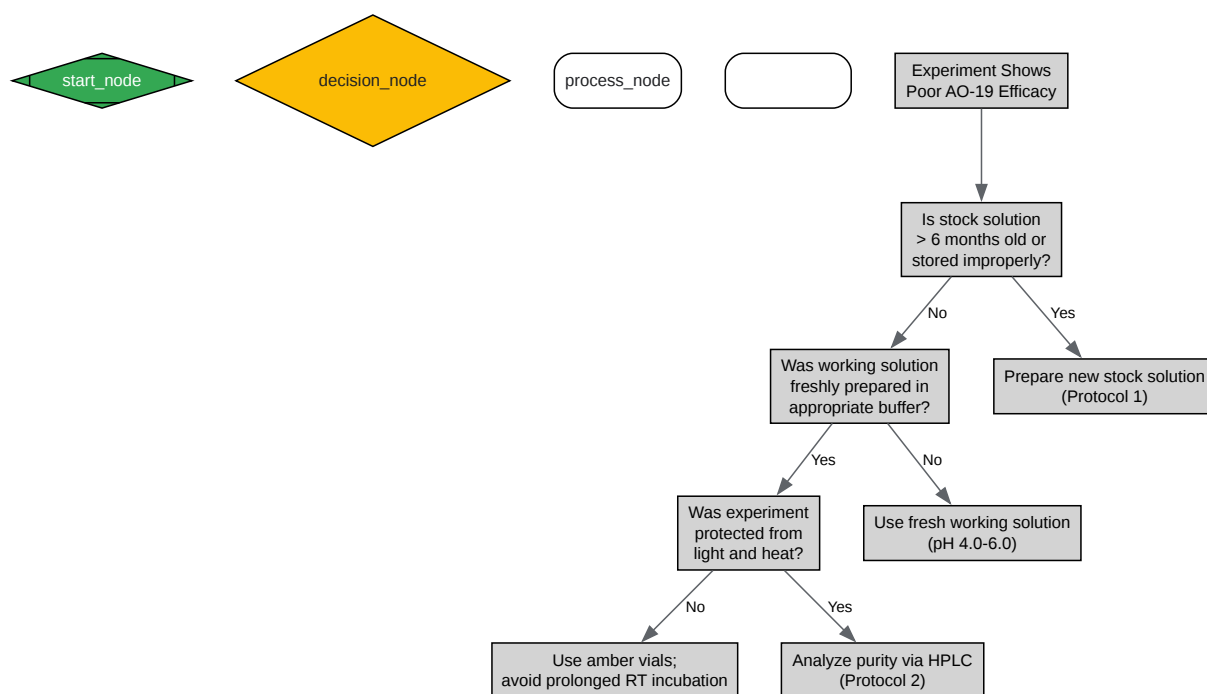 start_node
decision_node
process_node
Experiment Shows
Poor AO-19 Efficacy
Is stock solution
> 6 months old or
stored improperly?
No
Yes
Was working solution
freshly prepared in
appropriate buffer?
Prepare new stock solution
(Protocol 1)
Yes
No
Was experiment
protected from
light and heat?
Use fresh working solution
(pH 4.0-6.0)
No
Yes
Use amber vials;
avoid prolonged RT incubation
Analyze purity via HPLC
(Protocol 2)